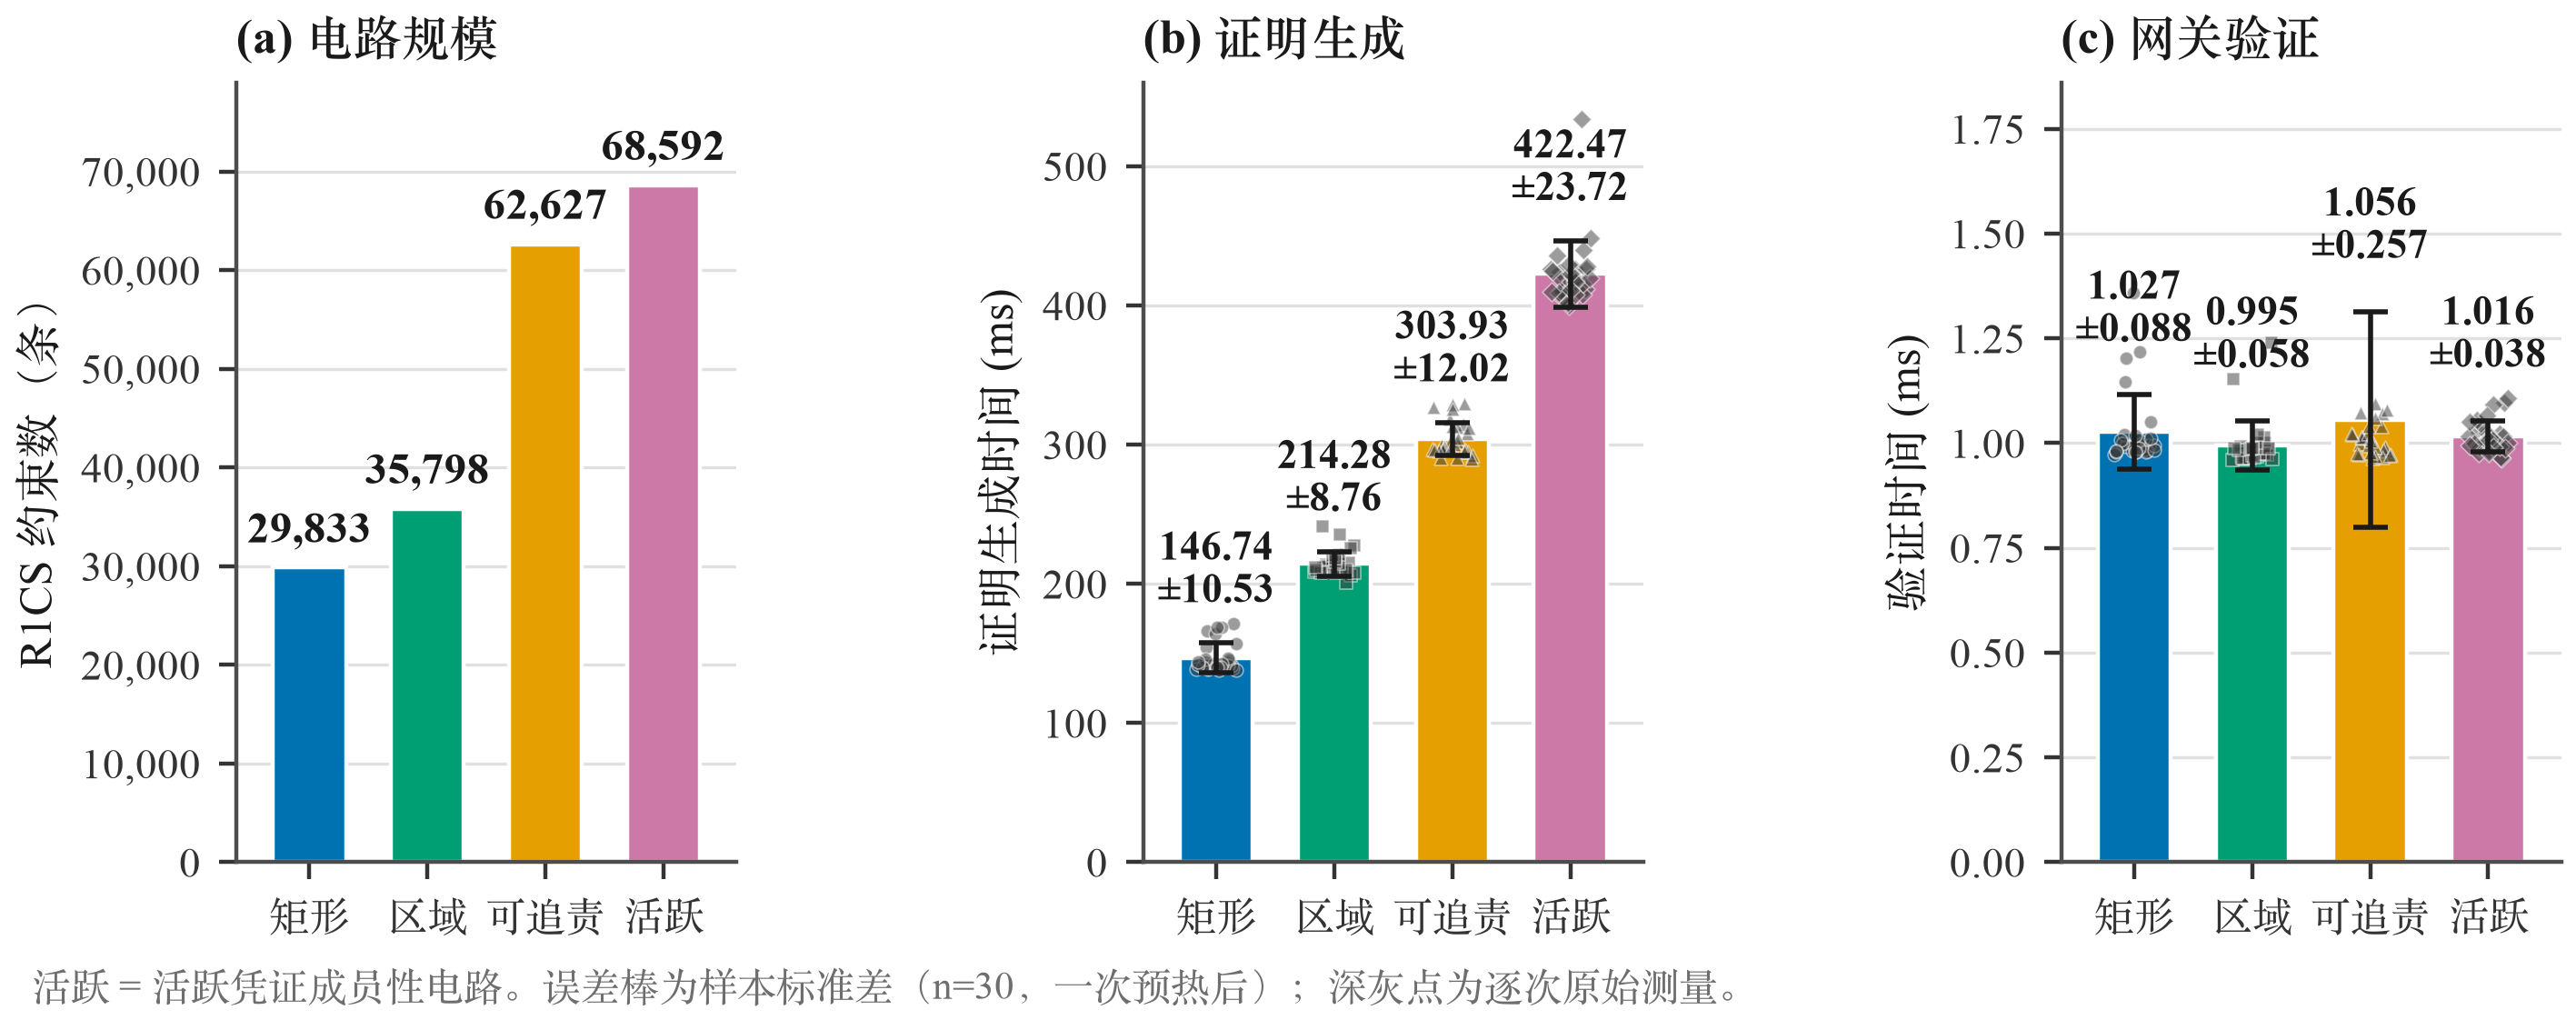 (a) 电路规模
R1CS 约束数（条）
70,000
60,000
50,000
40,000
30,000
20,000
10,000
0
29,833
35,798
62,627
68,592
矩形
区域
可追责
活跃
(b) 证明生成
证明生成时间 (ms)
500
400
300
200
100
0
146.74
±10.53
214.28
±8.76
303.93
±12.02
422.47
±23.72
矩形
区域
可追责
活跃
(c) 网关验证
验证时间 (ms)
1.75
1.50
1.25
1.00
0.75
0.50
0.25
0.00
1.027
±0.088
0.995
±0.058
1.056
±0.257
1.016
±0.038
矩形
区域
可追责
活跃
活跃 = 活跃凭证成员性电路。误差棒为样本标准差（n=30，一次预热后）；深灰点为逐次原始测量。